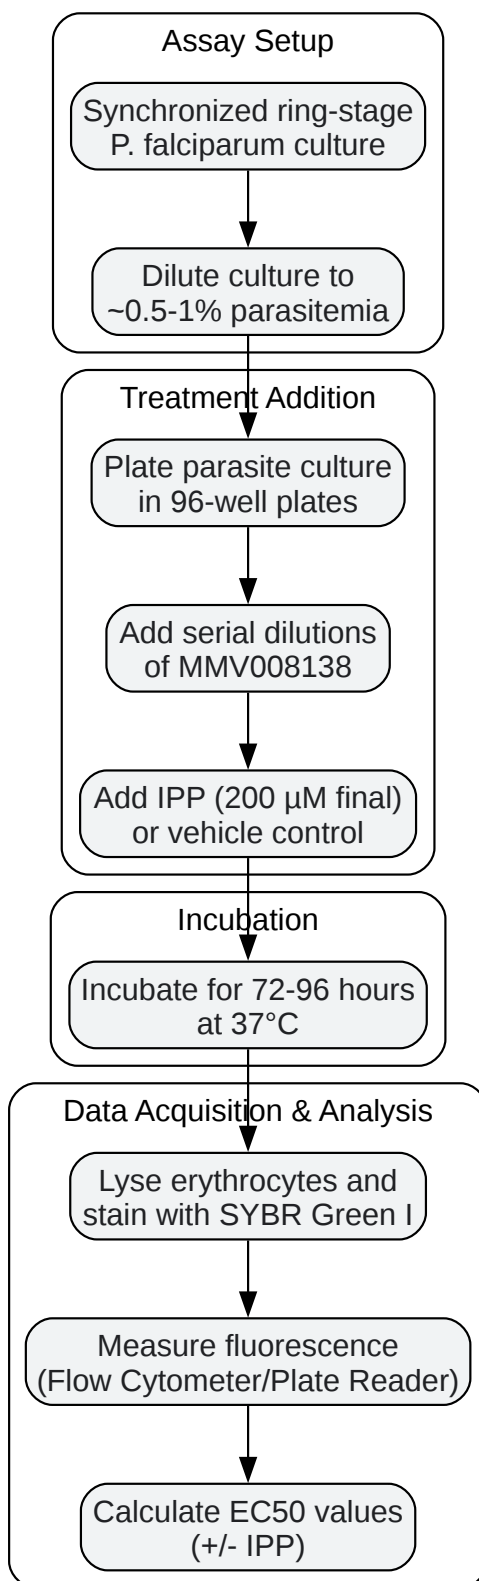 Assay Setup
Synchronized ring-stage
P. falciparum culture
Dilute culture to
~0.5-1% parasitemia
Treatment Addition
Plate parasite culture
in 96-well plates
Add serial dilutions
of MMV008138
Add IPP (200 µM final)
or vehicle control
Incubation
Incubate for 72-96 hours
at 37°C
Data Acquisition & Analysis
Lyse erythrocytes and
stain with SYBR Green I
Measure fluorescence
(Flow Cytometer/Plate Reader)
Calculate EC50 values
(+/- IPP)